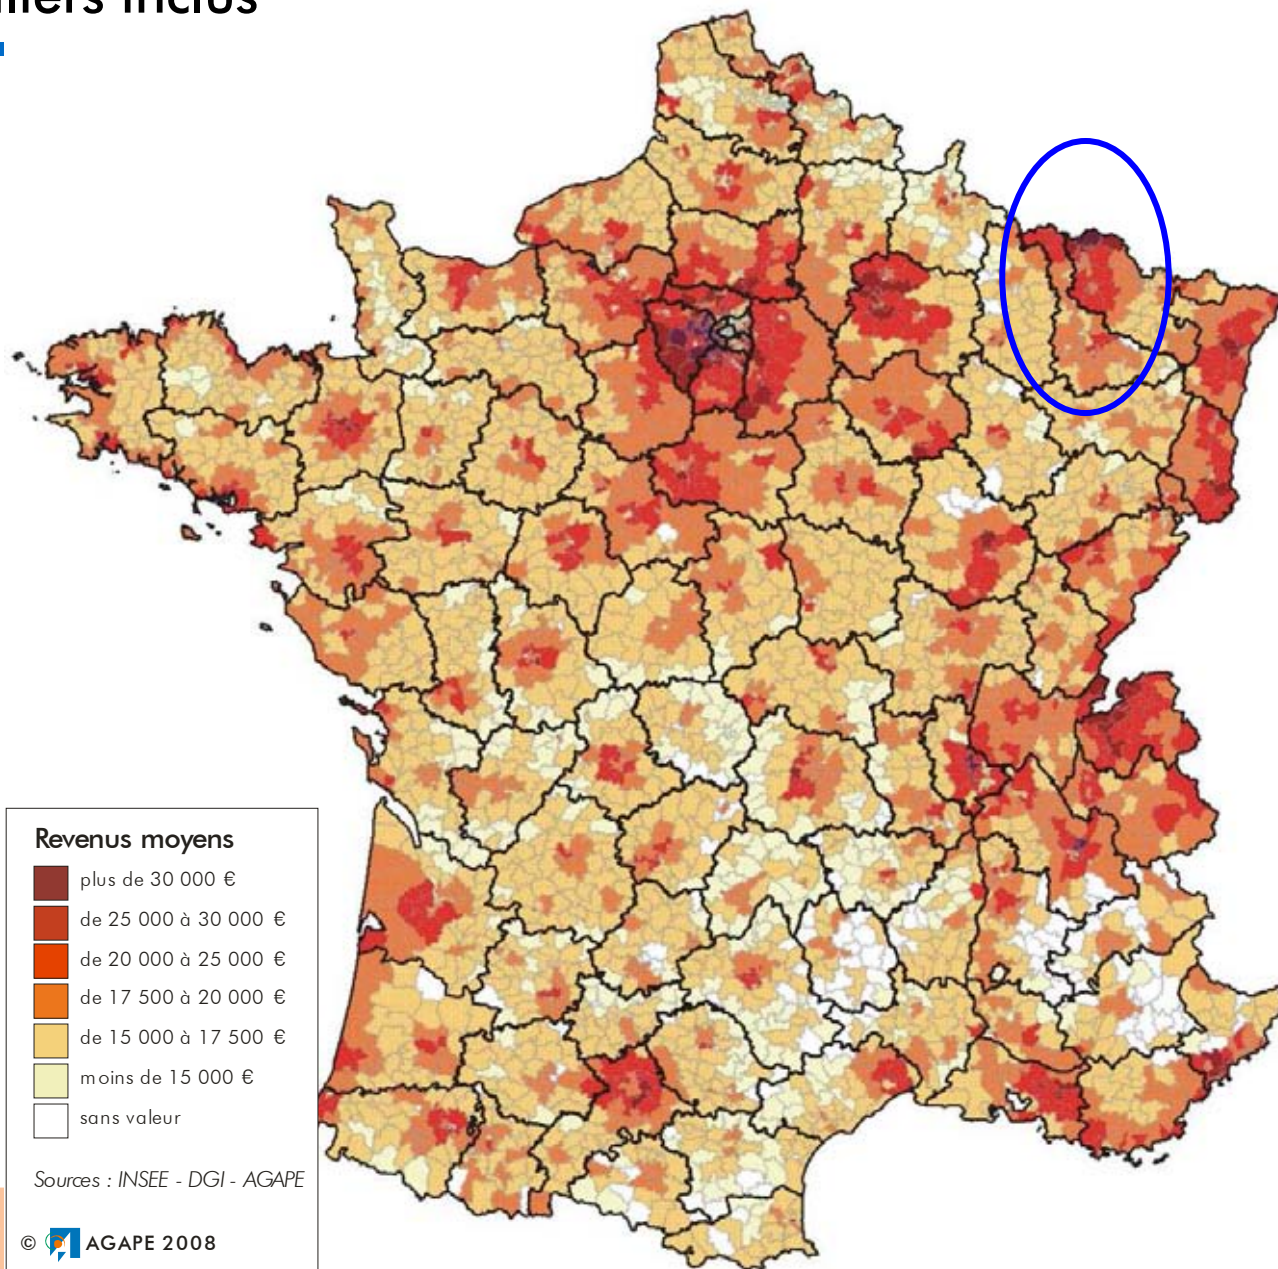 inclus
Revenus moyens
plus de 30 000 €
de 25 000 à 30 000 €
de 20 000 à 25 000 €
de 17 500 à 20 000 €
de 15 000 à 17 500 €
moins de 15 000 €
sans valeur
Sources : INSEE - DGI - AGAPE
© AGAPE 2008